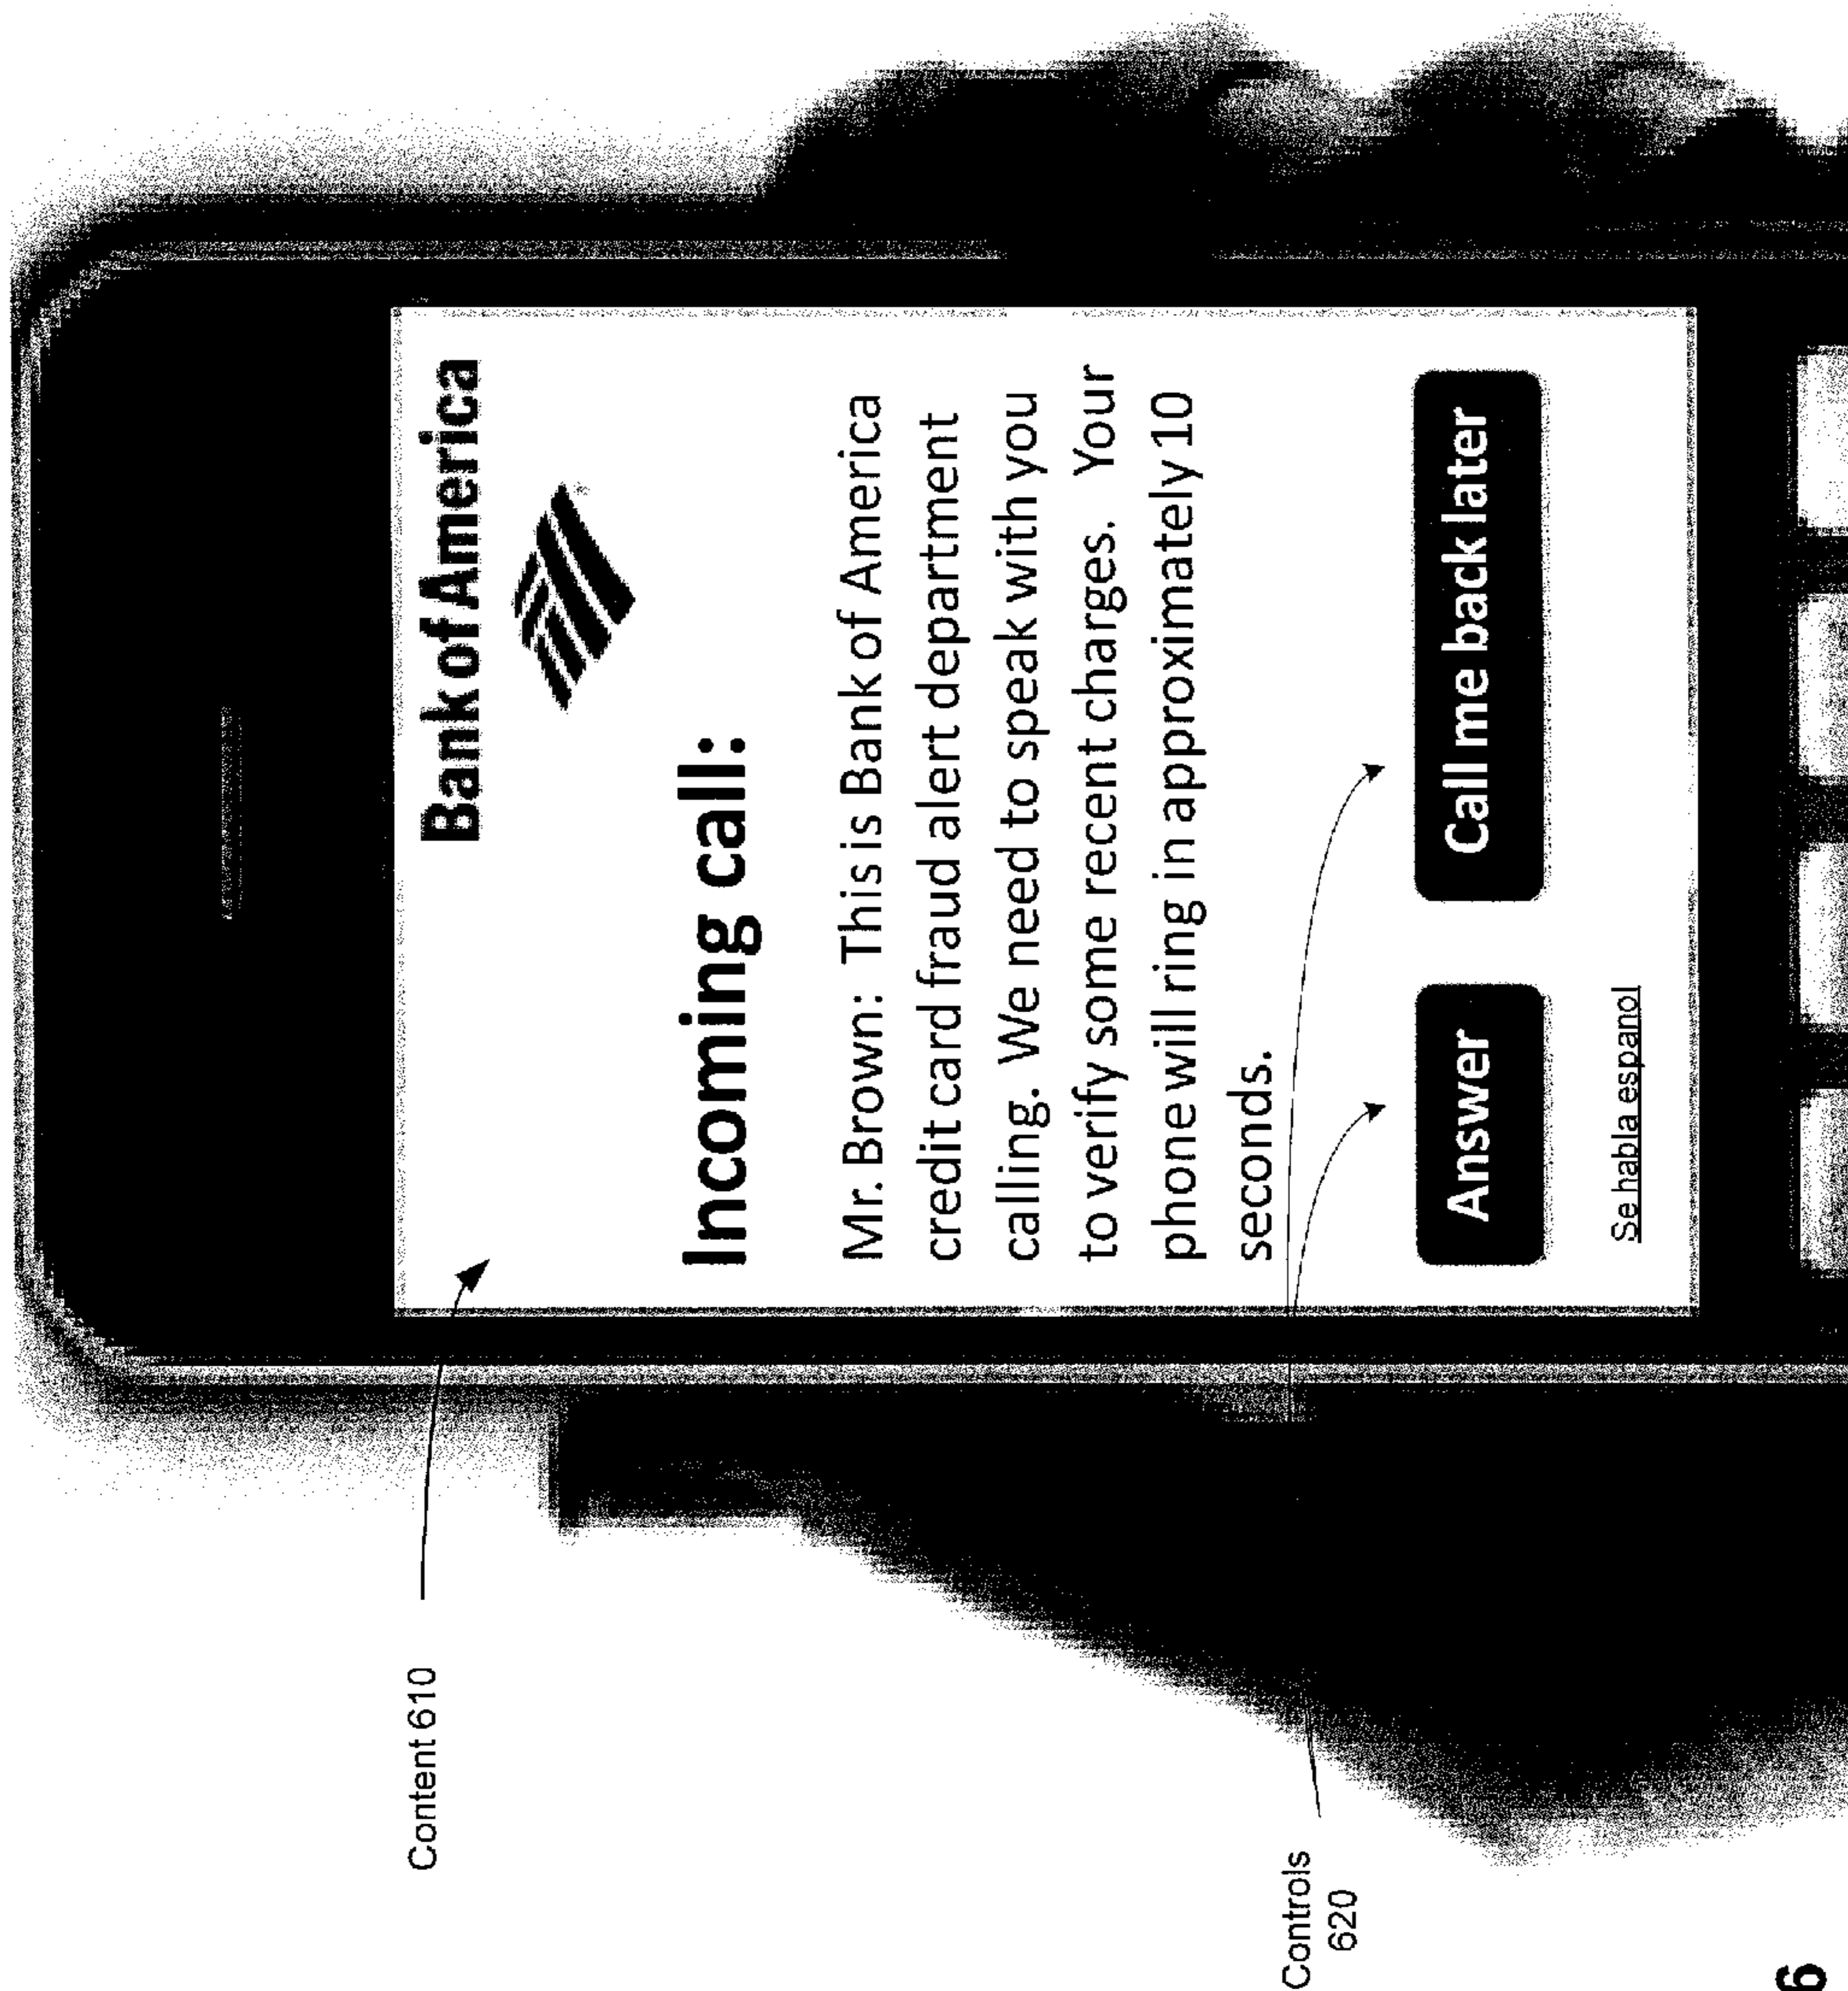 Bank of America
Incoming call:
Mr. Brown: This is Bank of America
credit card fraud alert department
calling. We need to speak with you
to verify some recent charges. Your
phone will ring in approximately 10
seconds.
Answer
Call me back later
Se habla espanol
Content 610
Controls
620
6